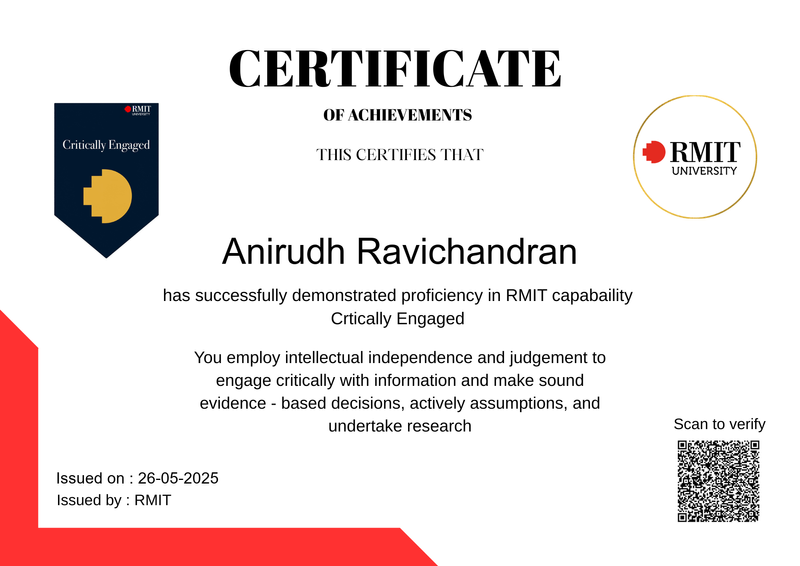 CERTIFICATE
OF ACHIEVEMENTS
THIS CERTIFIES THAT
RMIT
UNIVERSITY
Critically Engaged
RMIT
UNIVERSITY
Anirudh Ravichandran
has successfully demonstrated proficiency in RMIT capabaility
Crtically Engaged
You employ intellectual independence and judgement to
engage critically with information and make sound
evidence - based decisions, actively assumptions, and
undertake research
Scan to verify
Issued on : 26-05-2025
Issued by : RMIT